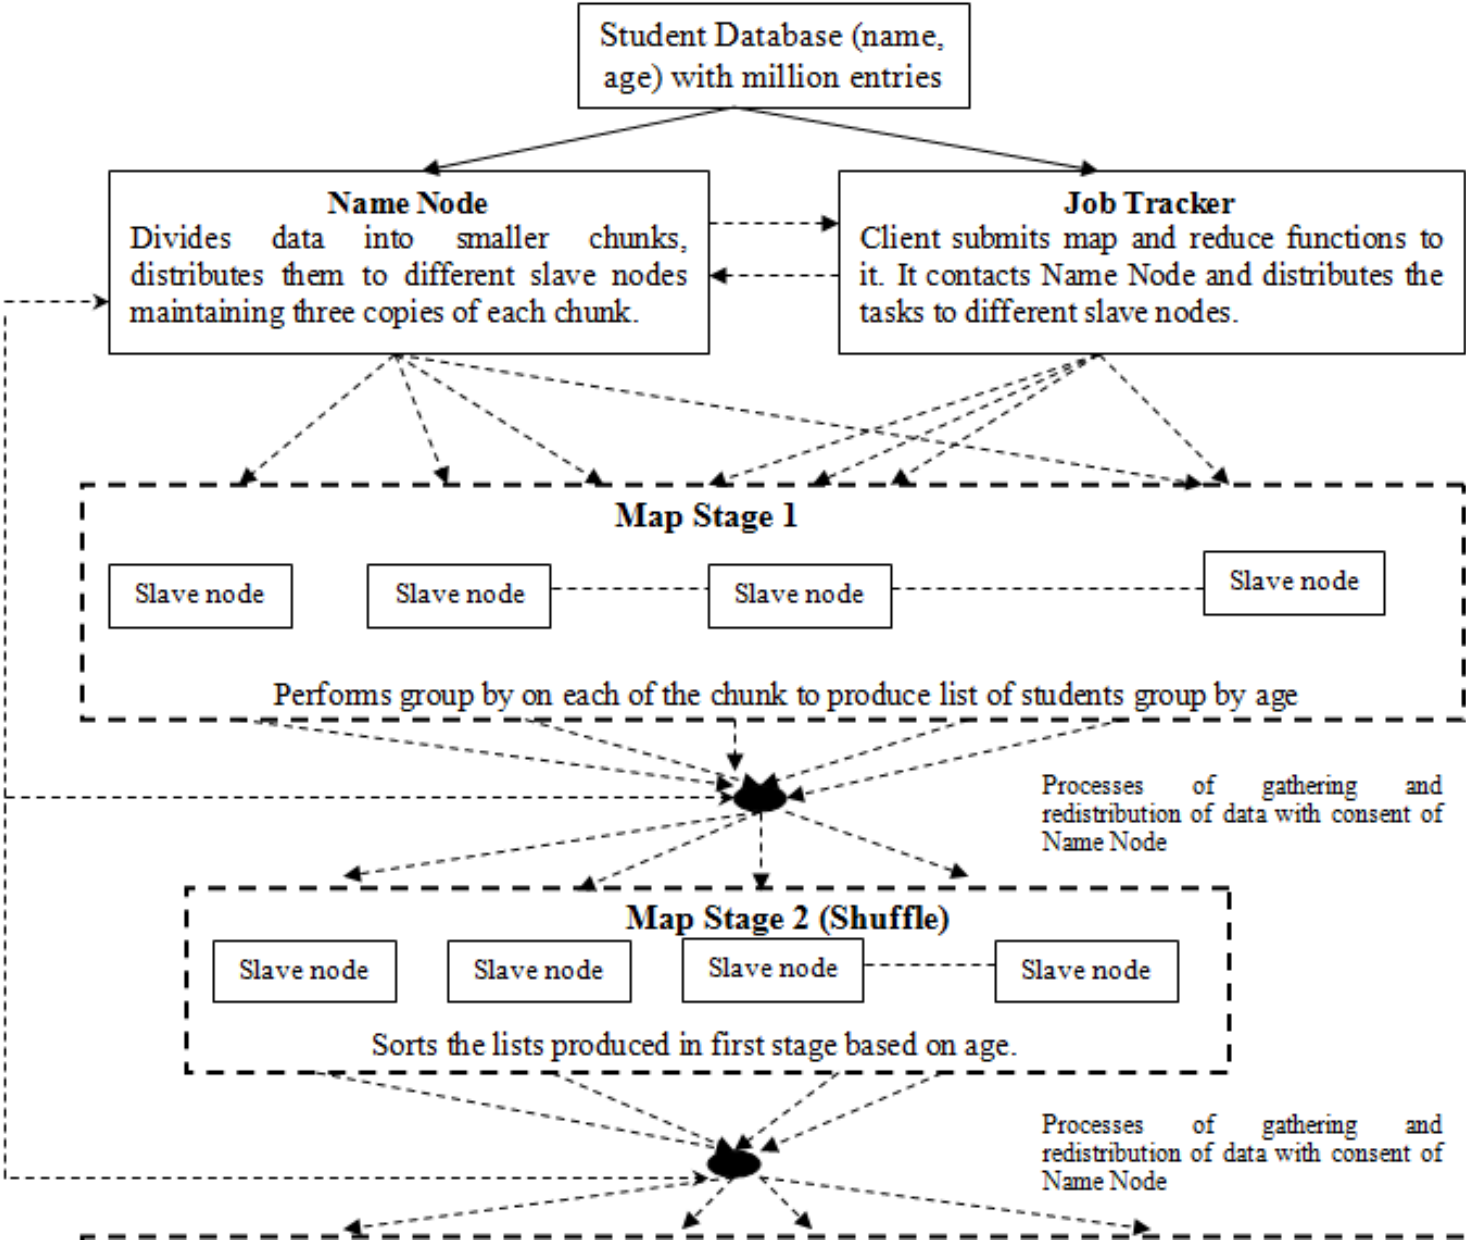 Student Database (name,
age) with million entries
Name Node
Divides data into smaller chunks,
distributes them to different slave nodes
maintaining three copies of each chunk.
Job Tracker
Client submits map and reduce functions to
it. It contacts Name Node and distributes the
tasks to different slave nodes.
Map Stage 1
Slave node
Slave node
Slave node
Slave node
Performs group by on each of the chunk to produce list of students group by age
Processes of gathering and
redistribution of data with consent of
Name Node
Map Stage 2 (Shuffle)
Slave node
Slave node
Slave node
Slave node
Sorts the lists produced in first stage based on age.
Processes of gathering and
redistribution of data with consent of
Name Node